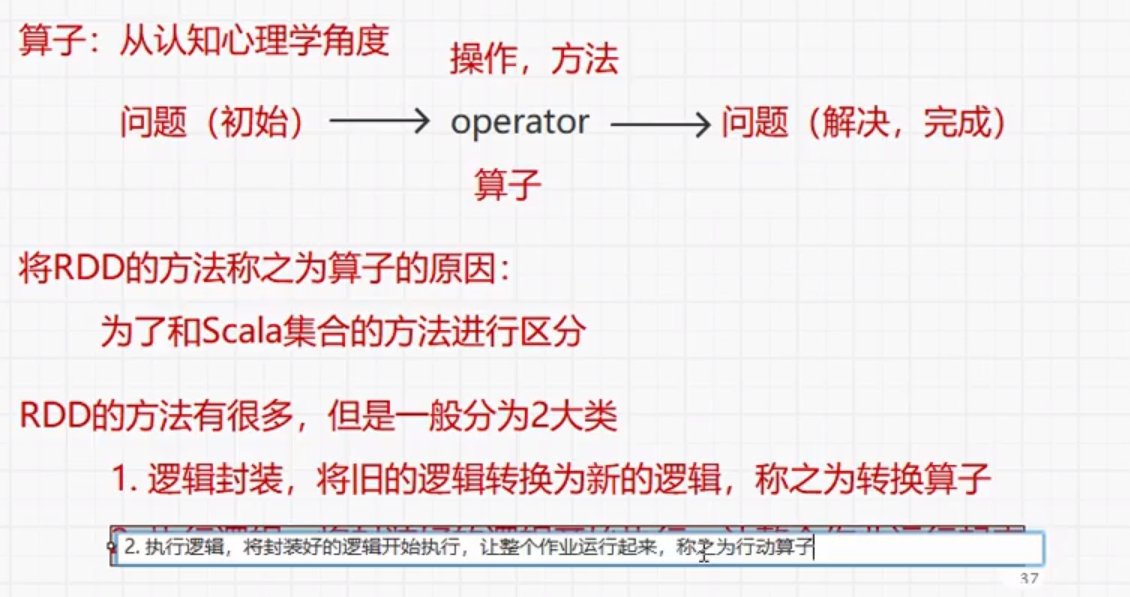 算子：从认知心理学角度
操作，方法
问题（初始） operator 问题（解决，完成）
算子
将RDD的方法称之为算子的原因：
为了和Scala集合的方法进行区分
RDD的方法有很多，但是一般分为2大类
1. 逻辑封装，将旧的逻辑转换为新的逻辑，称之为转换算子
2. 执行逻辑，将封装好的逻辑开始执行，让整个作业运行起来，称之为行动算子
37